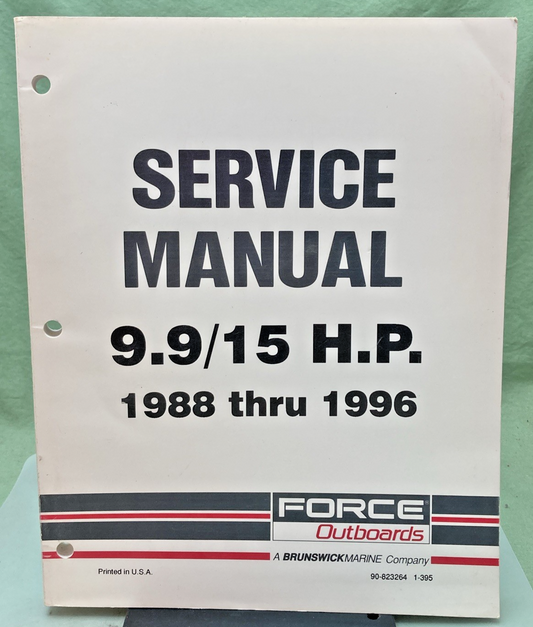 SERVICE
MANUAL
9.9/15 H.P.
1988 thru 1996
FORCE
Outboards
A BRUNSWICKMARINE Company
Printed in U.S.A.
90-823264 1-395